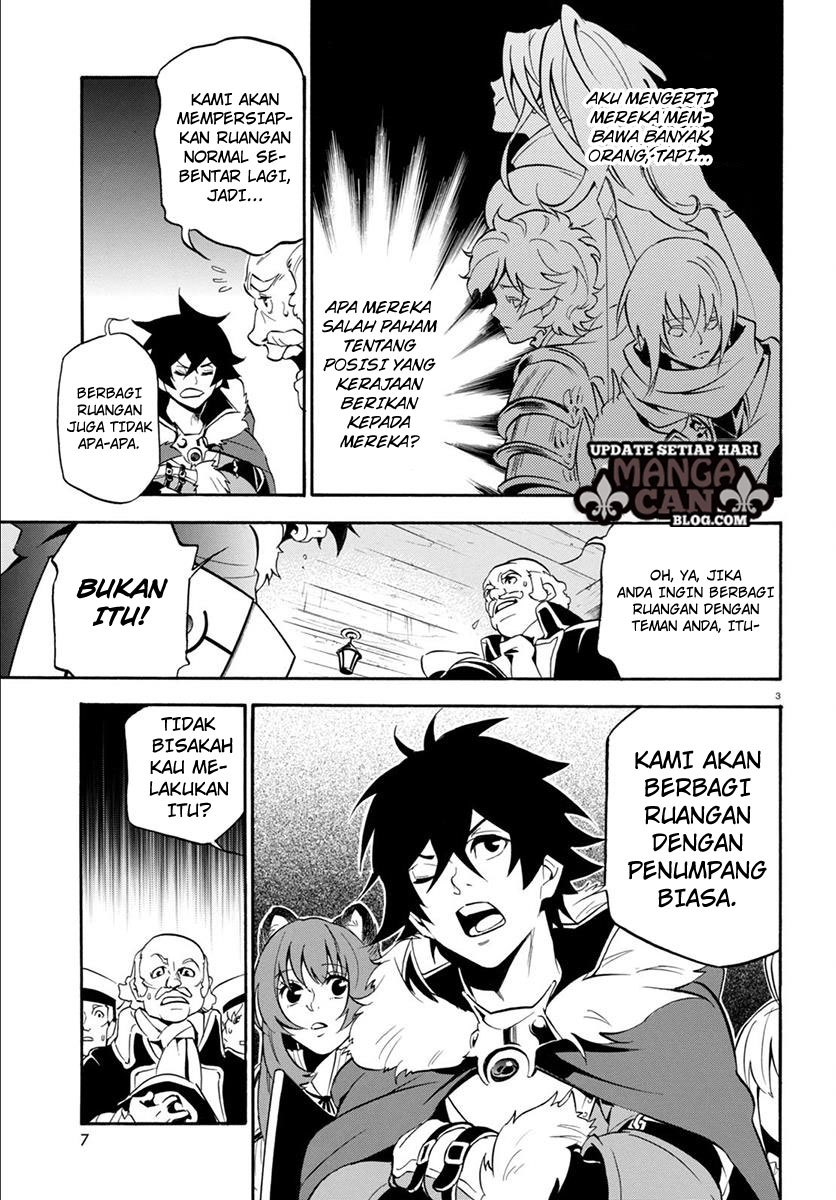 AKU MENGERTI
MEREKA MEM-
BAWA BANYAK
ORANG, TAPI...
APA MEREKA
SALAH PAHAM
TENTANG
POSISI YANG
KERAJAAN
BERIKAN
KEPADA
MEREKA?
KAMI AKAN
MEMPERSIAP-
KAN RUANGAN
NORMAL SE-
BENTAR LAGI,
JADI...
BERBAGI
RUANGAN
JUGA TIDAK
APA-APA.
UPDATE SETIAP HARI
MANGA
CAN
BLOG.COM
OH, YA, JIKA
ANDA INGIN BERBAGI
RUANGAN DENGAN
TEMAN ANDA, ITU-
BUKAN
ITU!
3
KAMI AKAN
BERBAGI
RUANGAN
DENGAN
PENUMPANG
BIASA.
TIDAK
BISAKAH
KAU ME-
LAKUKAN
ITU?
7